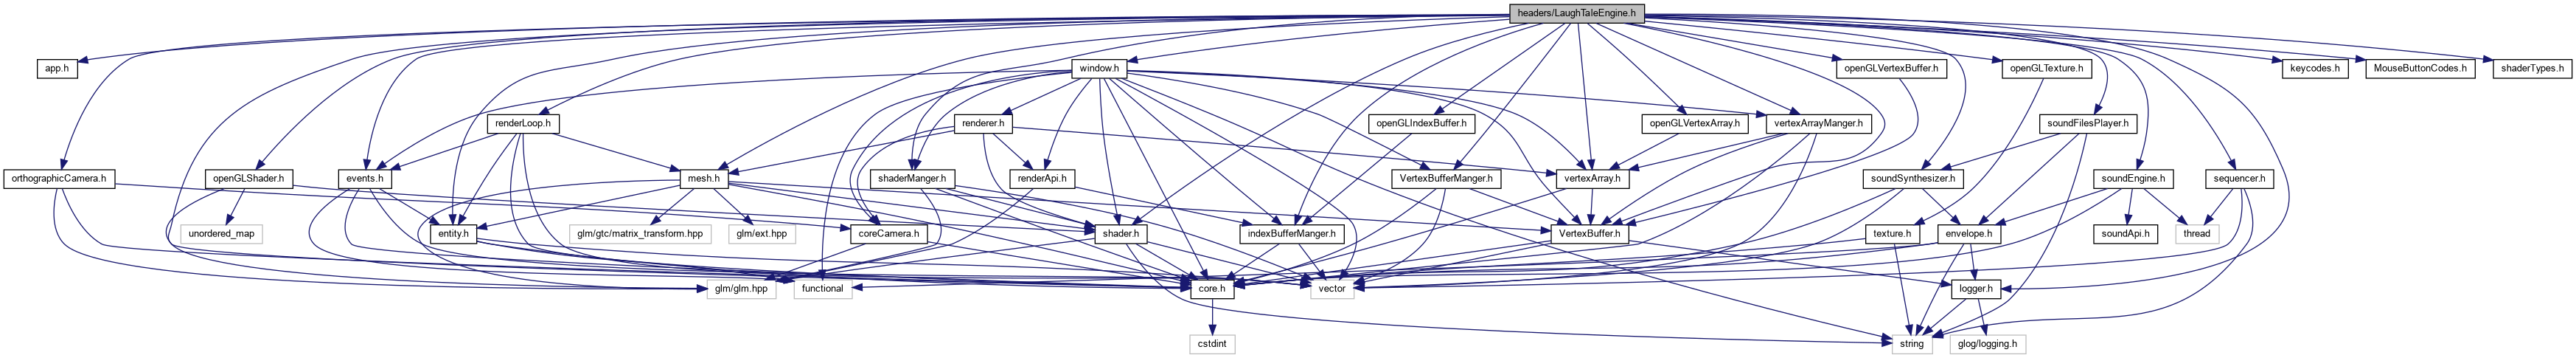 headers/LaughTaleEngine.h
app.h
window.h
openGLVertexBuffer.h
openGLTexture.h
keycodes.h
MouseButtonCodes.h
shaderTypes.h
renderLoop.h
renderer.h
openGLIndexBuffer.h
openGLVertexArray.h
vertexArrayManger.h
soundFilesPlayer.h
orthographicCamera.h
openGLShader.h
events.h
mesh.h
shaderManger.h
renderApi.h
VertexBufferManger.h
vertexArray.h
soundSynthesizer.h
soundEngine.h
sequencer.h
unordered_map
entity.h
glm/gtc/matrix_transform.hpp
glm/ext.hpp
coreCamera.h
shader.h
indexBufferManger.h
VertexBuffer.h
texture.h
envelope.h
soundApi.h
thread
glm/glm.hpp
functional
core.h
vector
logger.h
cstdint
string
glog/logging.h